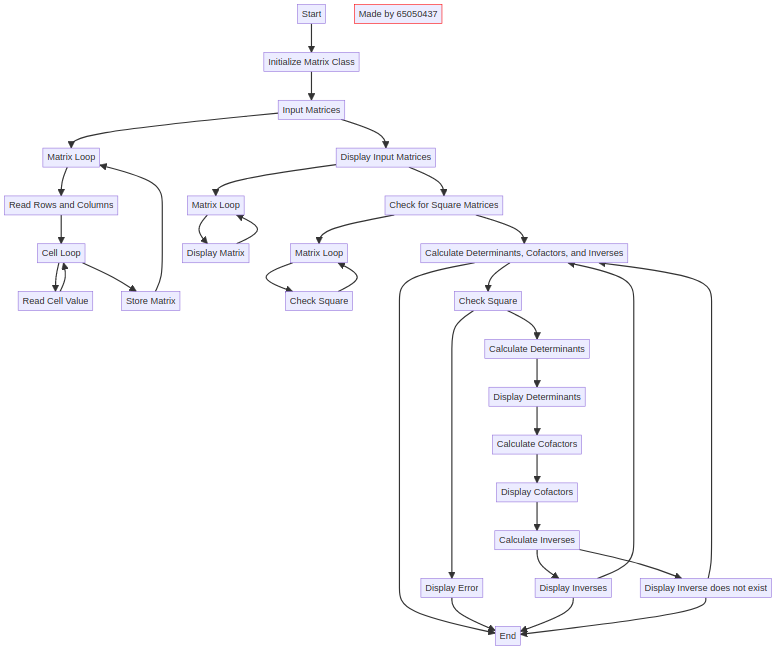 Start
Made by 65050437
Initialize Matrix Class
Input Matrices
Matrix Loop
Display Input Matrices
Read Rows and Columns
Matrix Loop
Check for Square Matrices
Cell Loop
Display Matrix
Matrix Loop
Calculate Determinants, Cofactors, and Inverses
Read Cell Value
Store Matrix
Check Square
Check Square
Calculate Determinants
Display Determinants
Calculate Cofactors
Display Cofactors
Calculate Inverses
Display Error
Display Inverses
Display Inverse does not exist
End